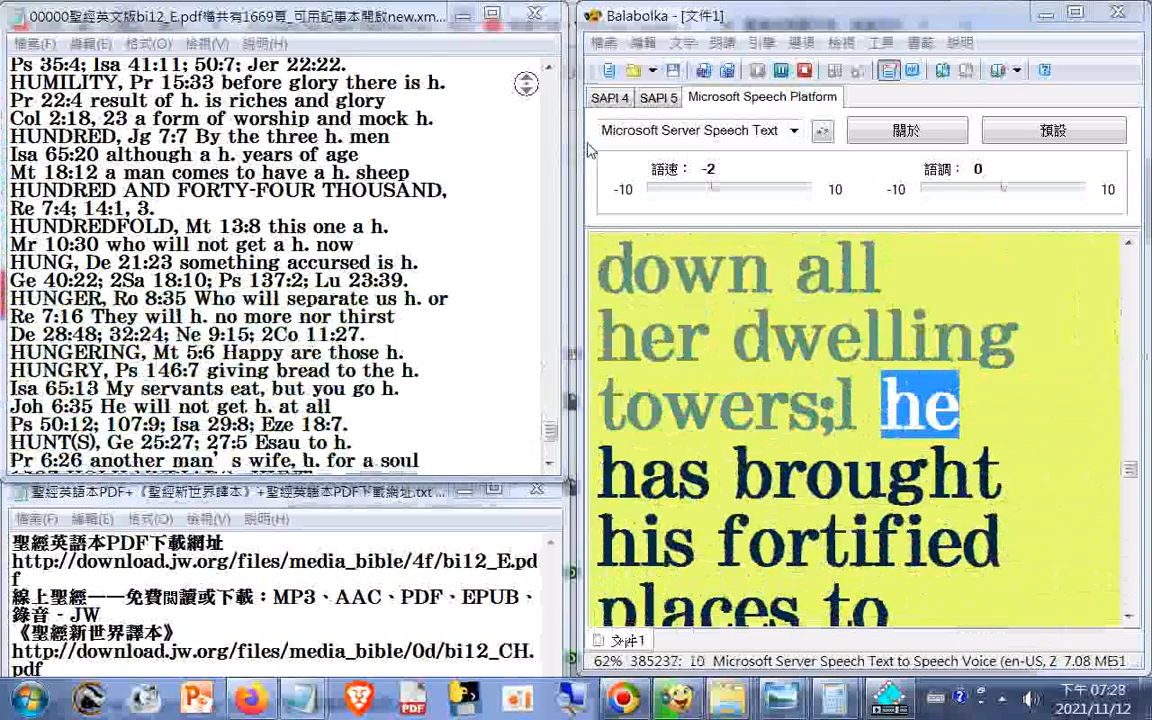 00000聖經英文版bi12_E.pdf檔共有1669頁_可用記事本開啟new.xm...
檔案(F) 編輯(E) 格式(O) 檢視(V) 說明(H)
Ps 35:4; Isa 41:11; 50:7; Jer 22:22.
HUMILITY, Pr 15:33 before glory there is h.
Pr 22:4 result of h. is riches and glory
Col 2:18, 23 a form of worship and mock h.
HUNDRED, Jg 7:7 By the three h. men
Isa 65:20 although a h. years of age
Mt 18:12 a man comes to have a h. sheep
HUNDRED AND FORTY-FOUR THOUSAND,
Re 7:4; 14:1, 3.
HUNDREDFOLD, Mt 13:8 this one a h.
Mr 10:30 who will not get a h. now
HUNG, De 21:23 something accursed is h.
Ge 40:22; 2Sa 18:10; Ps 137:2; Lu 23:39.
HUNGER, Ro 8:35 Who will separate us h. or
Re 7:16 They will h. no more nor thirst
De 28:48; 32:24; Ne 9:15; 2Co 11:27.
HUNGERING, Mt 5:6 Happy are those h.
HUNGRY, Ps 146:7 giving bread to the h.
Isa 65:13 My servants eat, but you go h.
Joh 6:35 He will not get h. at all
Ps 50:12; 107:9; Isa 29:8; Eze 18:7.
HUNT(S), Ge 25:27; 27:5 Esau to h.
Pr 6:26 another man's wife, h. for a soul
聖經英語本PDF+《聖經新世界譯本》+聖經英語本PDF下載網址.txt ...
檔案(F) 編輯(E) 格式(O) 檢視(V) 說明(H)
聖經英語本PDF下載網址
http://download.jw.org/files/media_bible/4f/bi12_E.pd
f
線上聖經——免費閱讀或下載：MP3、AAC、PDF、EPUB、
錄音 - JW
《聖經新世界譯本》
http://download.jw.org/files/media_bible/0d/bi12_CH.
pdf
Balabolka - [文件1]
檔案 編輯 文字 朗讀 引擎 選項 檢視 工具 書籤 說明
SAPI 4 SAPI 5 Microsoft Speech Platform
Microsoft Server Speech Text 關於 預設
語速： -2 語調： 0
-10 10 -10 10
down all
her dwelling
towers;l he
has brought
his fortified
places to
文件1
62% 385237: 10 Microsoft Server Speech Text to Speech Voice (en-US, Z 7.08 ME51
下午 07:28
2021/11/12